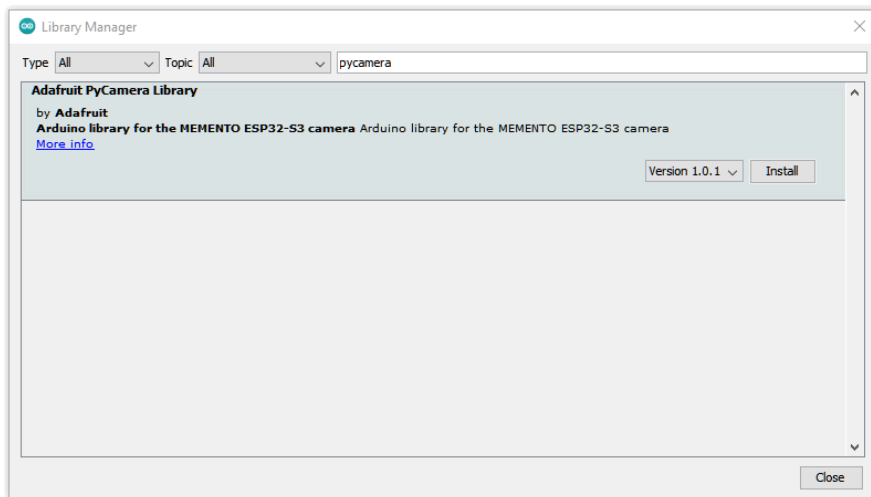 Library Manager
Type All Topic All pycamera
Adafruit PyCamera Library
by Adafruit
Arduino library for the MEMENTO ESP32-S3 camera Arduino library for the MEMENTO ESP32-S3 camera
More info
Version 1.0.1 Install
Close